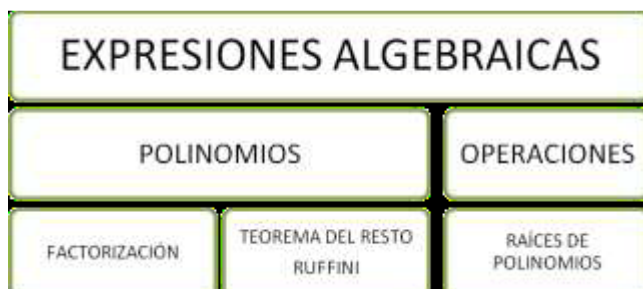 EXPRESIONES ALGEBRAICAS
POLINOMIOS
OPERACIONES
FACTORIZACIÓN
TEOREMA DEL RESTO
RUFFINI
RAÍCES DE
POLINOMIOS